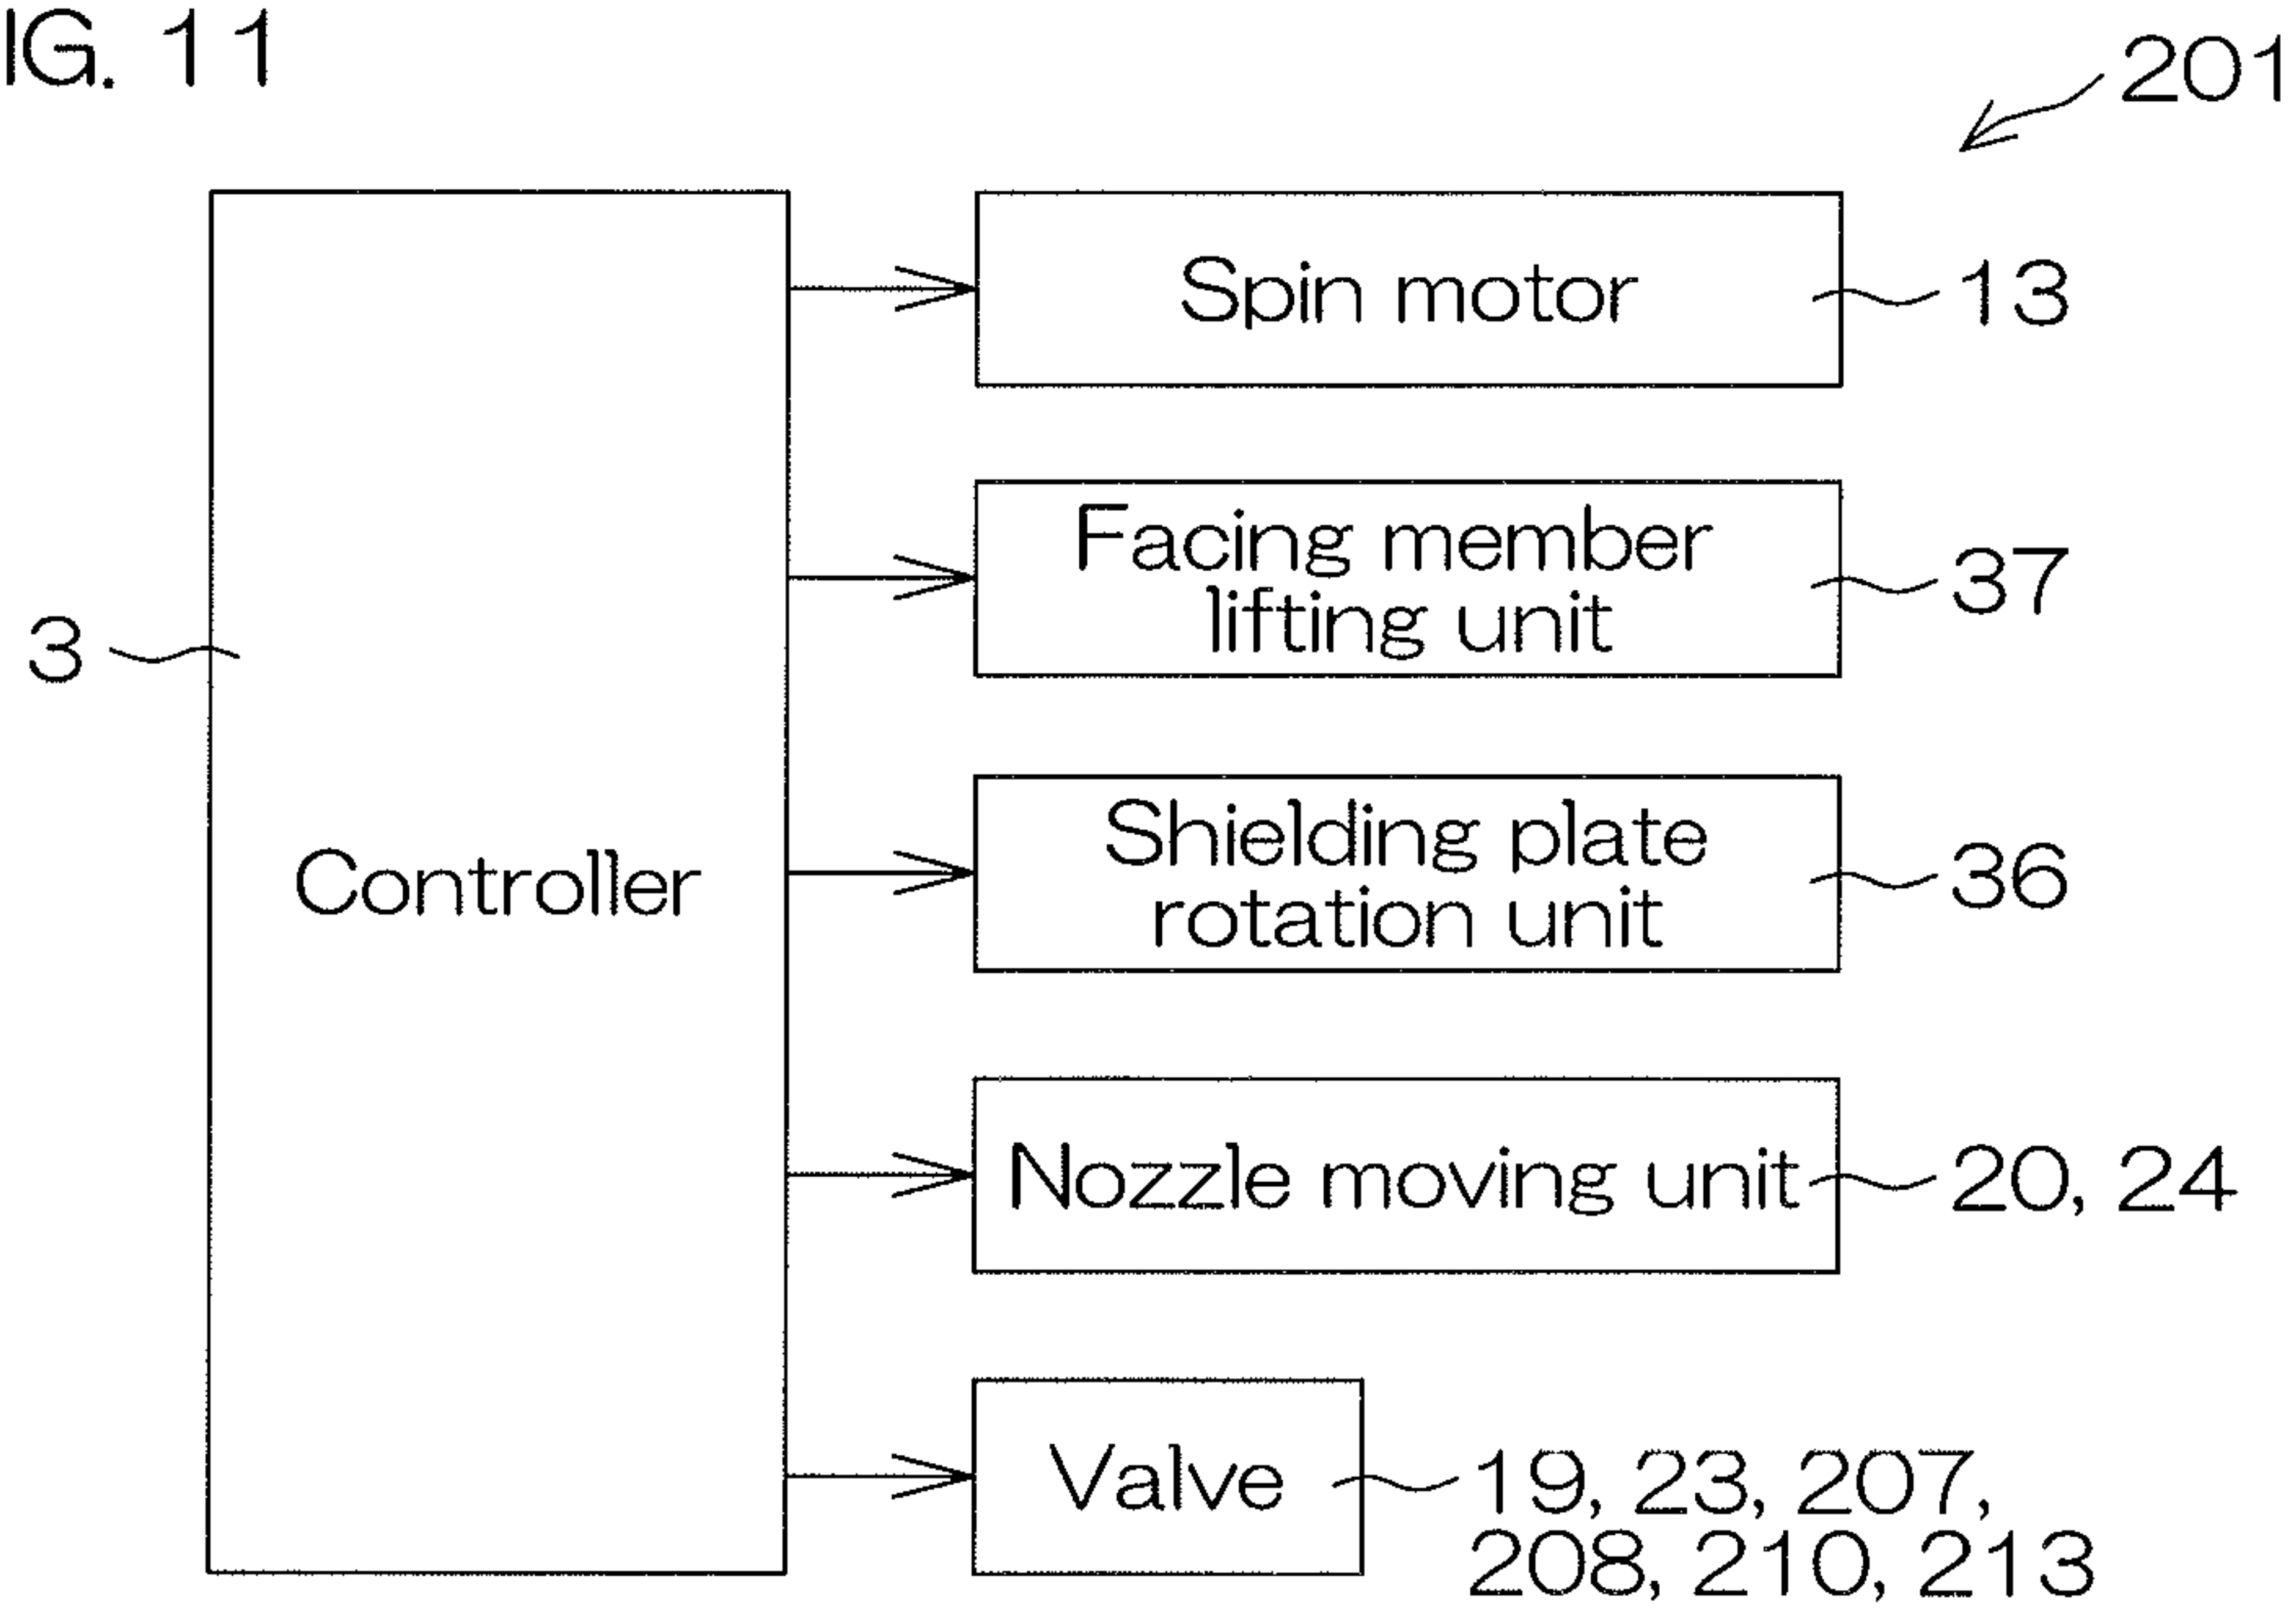 IG. 11
201
Spin motor
13
Facing member
lifting unit
37
3
Controller
Shielding plate
rotation unit
36
Nozzle moving unit
20, 24
Valve
19, 23, 207,
208, 210, 213